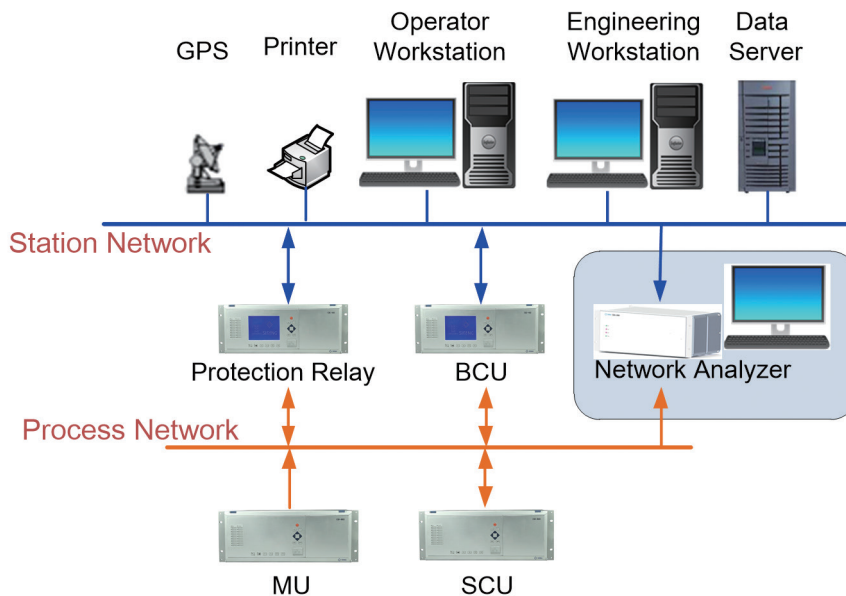 GPS
Printer
Operator
Workstation
Engineering
Workstation
Data
Server
Station Network
Protection Relay
BCU
Network Analyzer
Process Network
MU
SCU